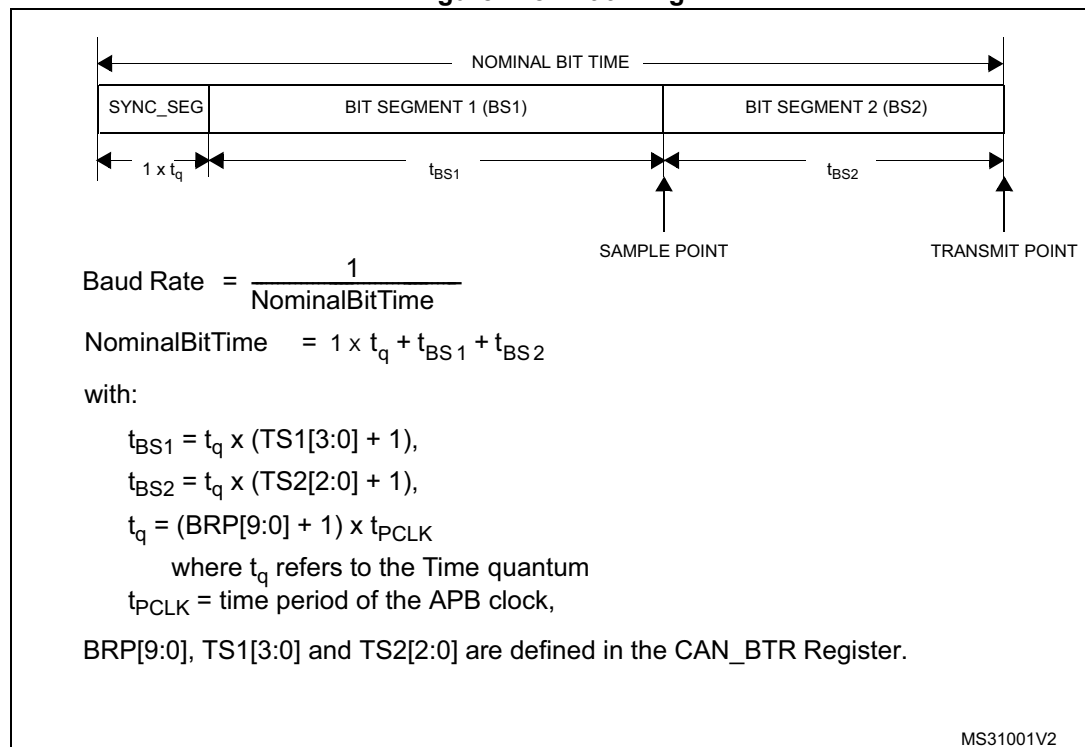 NOMINAL BIT TIME
SYNC_SEG BIT SEGMENT 1 (BS1) BIT SEGMENT 2 (BS2)
1 x tq tBS1 tBS2
SAMPLE POINT TRANSMIT POINT
Baud Rate = 1
NominalBitTime
NominalBitTime = 1 × tq + tBS1 + tBS2
with:
tBS1 = tq x (TS1[3:0] + 1),
tBS2 = tq x (TS2[2:0] + 1),
tq = (BRP[9:0] + 1) x tPCLK
where tq refers to the Time quantum
tPCLK = time period of the APB clock,
BRP[9:0], TS1[3:0] and TS2[2:0] are defined in the CAN_BTR Register.
MS31001V2